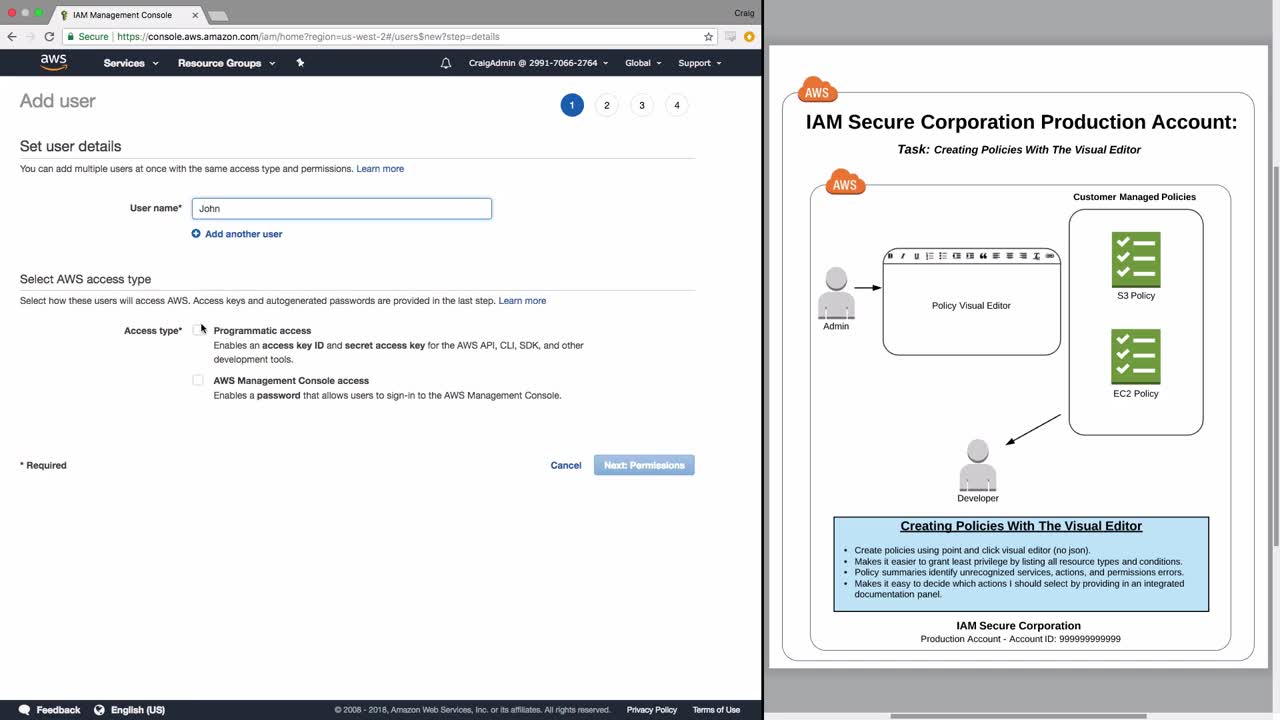 IAM Management Console
Craig
Secure
https://console.aws.amazon.com/iam/home?region=us-west-2#/users$new?step=details
aws
Services
Resource Groups
CraigAdmin @ 2991-7066-2764
Global
Support
Add user
1
2
3
4
Set user details
You can add multiple users at once with the same access type and permissions. Learn more
User name*
John
Add another user
Select AWS access type
Select how these users will access AWS. Access keys and autogenerated passwords are provided in the last step. Learn more
Access type*
Programmatic access
Enables an access key ID and secret access key for the AWS API, CLI, SDK, and other
development tools.
AWS Management Console access
Enables a password that allows users to sign-in to the AWS Management Console.
* Required
Cancel
Next: Permissions
Feedback
English (US)
© 2008 - 2018, Amazon Web Services, Inc. or its affiliates. All rights reserved.
Privacy Policy
Terms of Use
AWS
IAM Secure Corporation Production Account:
Task: Creating Policies With The Visual Editor
AWS
Customer Managed Policies
Policy Visual Editor
Admin
S3 Policy
EC2 Policy
Developer
Creating Policies With The Visual Editor
• Create policies using point and click visual editor (no json).
• Makes it easier to grant least privilege by listing all resource types and conditions.
• Policy summaries identify unrecognized services, actions, and permissions errors.
• Makes it easy to decide which actions I should select by providing in an integrated
documentation panel.
IAM Secure Corporation
Production Account - Account ID: 999999999999